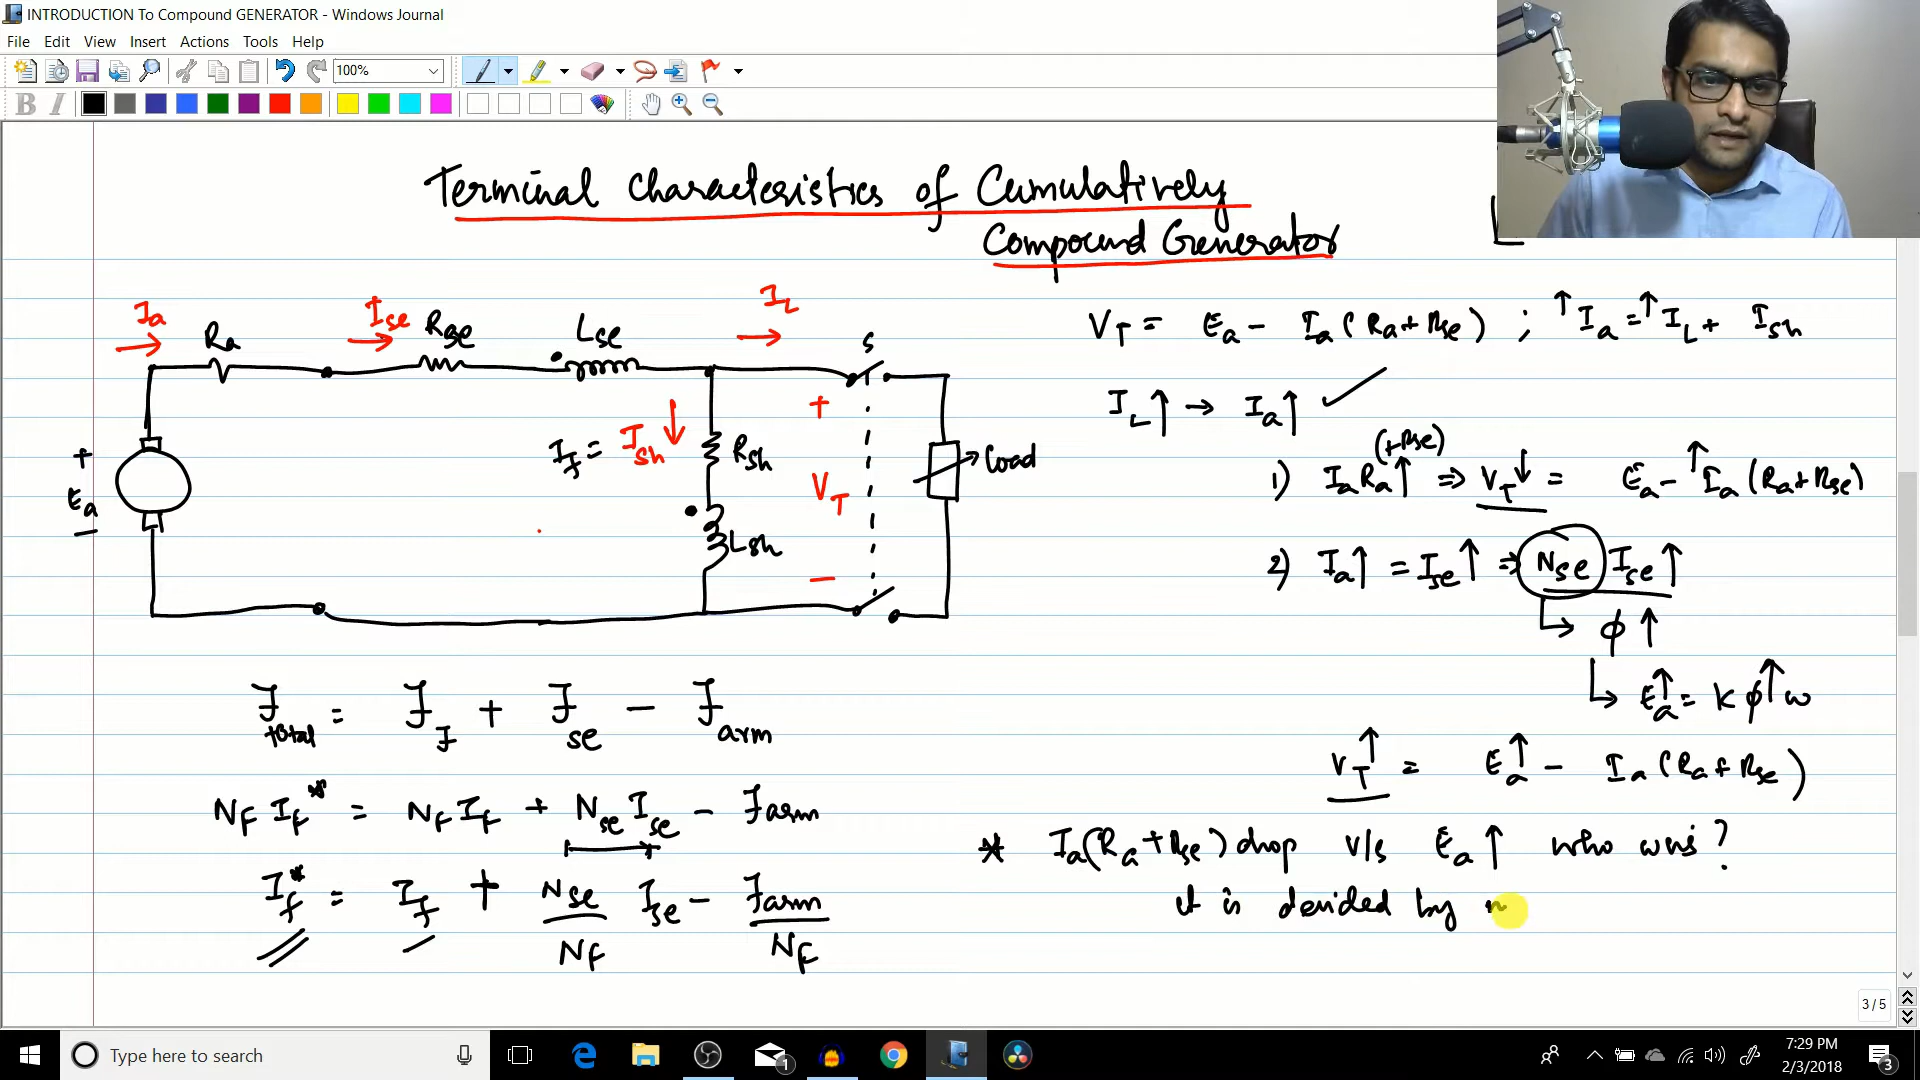 INTRODUCTION To Compound GENERATOR - Windows Journal
File Edit View Insert Actions Tools Help
100%
B I
Terminal Characteristics of Cumulatively
Compound Generator
Ia
Ra
Ise
Rse
Lse
IL
S
+
Ea
-
If = Ish
Rsh
Lsh
+
VT
-
Load
VT = Ea - Ia (Ra + Rse) ; ↑Ia = ↑IL + Ish
IL↑ → Ia↑ ✓
(+Rse)
1) IaRa↑ ⇒ VT↓ = Ea - ↑Ia (Ra + Rse)
2) Ia↑ = Ise↑ ⇒ Nse Ise↑
↳ φ↑
↳ Ea↑ = K φ↑ ω
VT↑ = Ea↑ - Ia (Ra + Rse)
* Ia(Ra + Rse) drop v/s Ea↑ who wins?
it is decided by
Ftotal = Ff + Fse - Farm
NF If* = NF If + Nse Ise - Farm
If* = If + Nse/NF Ise - Farm/NF
3 / 5
Type here to search
1
7:29 PM
2/3/2018
3